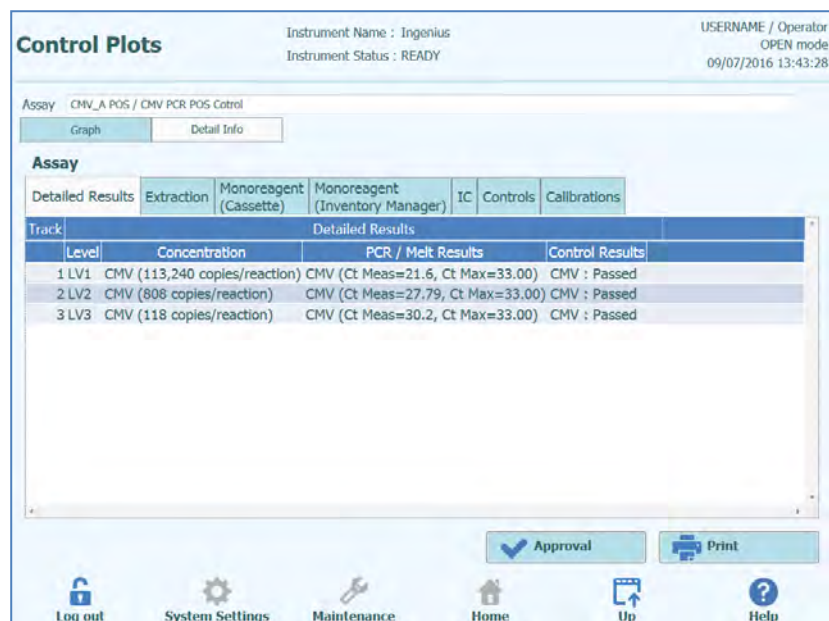 Control Plots
Instrument Name : Ingenius
Instrument Status : READY
USERNAME / Operator
OPEN mode
09/07/2016 13:43:28
Assay CMV_A POS / CMV PCR POS Cotrol
Graph Detail Info
Assay
Detailed Results Extraction Monoreagent (Cassette) Monoreagent (Inventory Manager) IC Controls Calibrations
Track Detailed Results
Level Concentration PCR / Melt Results Control Results
1 LV1 CMV (113,240 copies/reaction) CMV (Ct Meas=21.6, Ct Max=33.00) CMV : Passed
2 LV2 CMV (808 copies/reaction) CMV (Ct Meas=27.79, Ct Max=33.00) CMV : Passed
3 LV3 CMV (118 copies/reaction) CMV (Ct Meas=30.2, Ct Max=33.00) CMV : Passed
Approval Print
Log out System Settings Maintenance Home Up Help